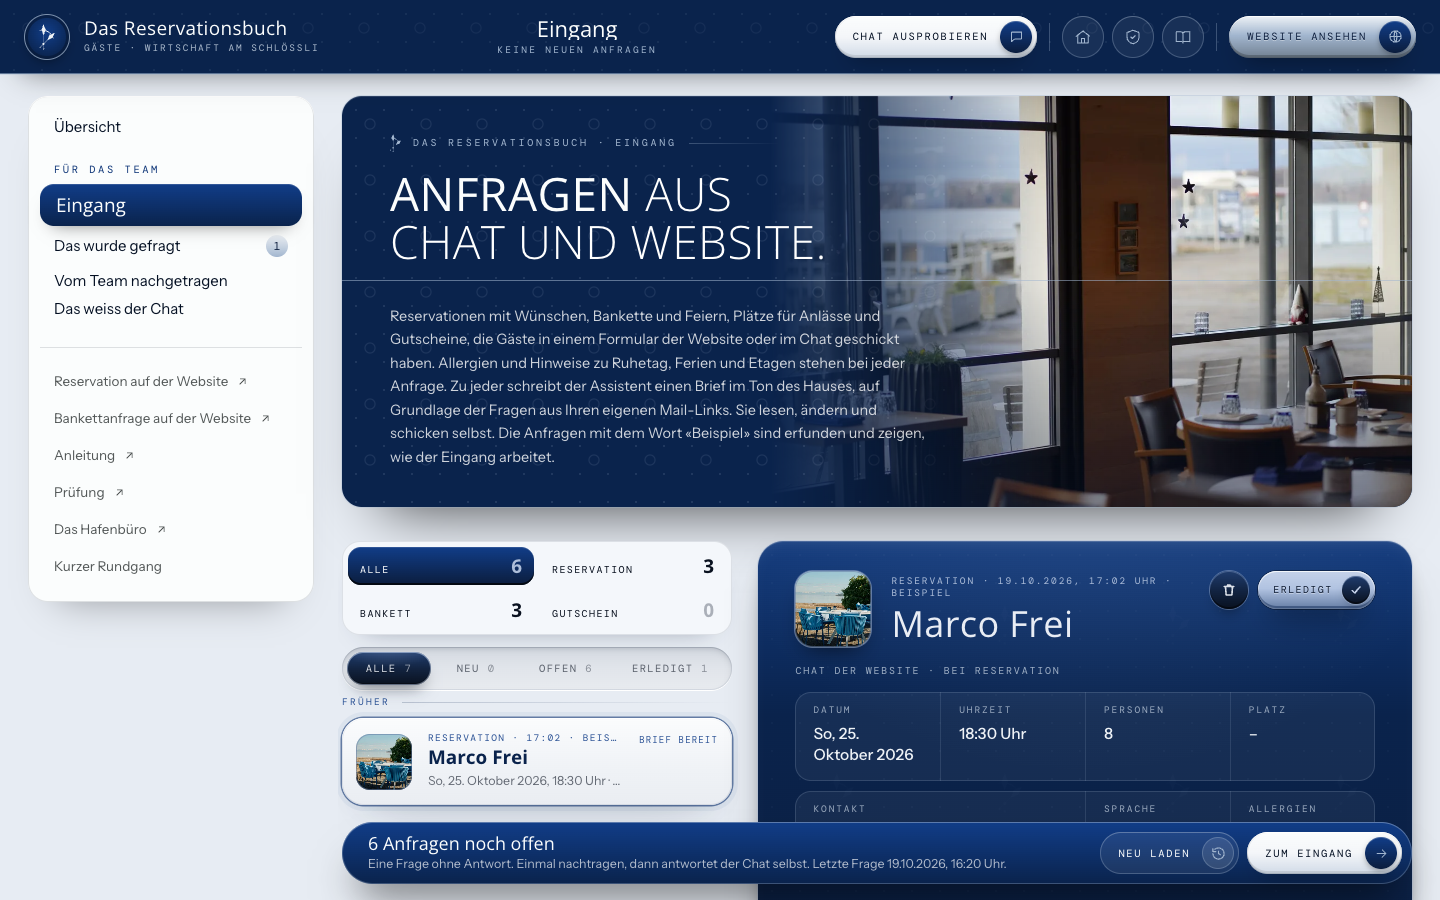 Das Reservationsbuch
GÄSTE · WIRTSCHAFT AM SCHLÖSSLI
Eingang
KEINE NEUEN ANFRAGEN
CHAT AUSPROBIEREN
WEBSITE ANSEHEN
Übersicht
FÜR DAS TEAM
Eingang
Das wurde gefragt 1
Vom Team nachgetragen
Das weiss der Chat
Reservation auf der Website
Bankettanfrage auf der Website
Anleitung
Prüfung
Das Hafenbüro
Kurzer Rundgang
DAS RESERVATIONSBUCH · EINGANG
ANFRAGEN AUS
CHAT UND WEBSITE.
Reservationen mit Wünschen, Bankette und Feiern, Plätze für Anlässe und
Gutscheine, die Gäste in einem Formular der Website oder im Chat geschickt
haben. Allergien und Hinweise zu Ruhetag, Ferien und Etagen stehen bei jeder
Anfrage. Zu jeder schreibt der Assistent einen Brief im Ton des Hauses, auf
Grundlage der Fragen aus Ihren eigenen Mail-Links. Sie lesen, ändern und
schicken selbst. Die Anfragen mit dem Wort «Beispiel» sind erfunden und zeigen,
wie der Eingang arbeitet.
ALLE 6
RESERVATION 3
BANKETT 3
GUTSCHEIN 0
ALLE 7
NEU 0
OFFEN 6
ERLEDIGT 1
FRÜHER
RESERVATION · 17:02 · BEIS…
BRIEF BEREIT
Marco Frei
So, 25. Oktober 2026, 18:30 Uhr · …
RESERVATION · 19.10.2026, 17:02 UHR ·
BEISPIEL
Marco Frei
ERLEDIGT
CHAT DER WEBSITE · BEI RESERVATION
DATUM
So, 25.
Oktober 2026
UHRZEIT
18:30 Uhr
PERSONEN
8
PLATZ
–
KONTAKT
SPRACHE
ALLERGIEN
6 Anfragen noch offen
Eine Frage ohne Antwort. Einmal nachtragen, dann antwortet der Chat selbst. Letzte Frage 19.10.2026, 16:20 Uhr.
NEU LADEN
ZUM EINGANG